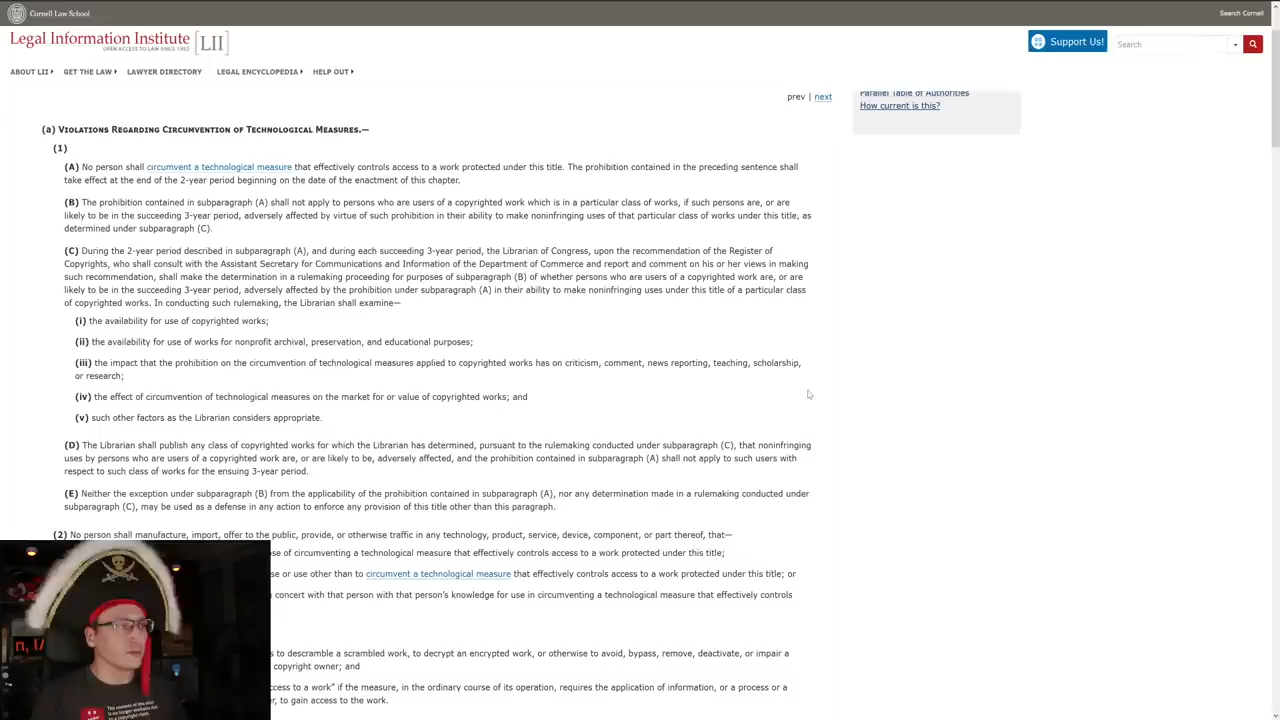 Cornell Law School
Search Cornell
Legal Information Institute [LII]
OPEN ACCESS TO LAW SINCE 1992
Support Us!
Search
ABOUT LII
GET THE LAW
LAWYER DIRECTORY
LEGAL ENCYCLOPEDIA
HELP OUT
prev | next
Parallel Table of Authorities
How current is this?
(a) VIOLATIONS REGARDING CIRCUMVENTION OF TECHNOLOGICAL MEASURES.—
(1)
(A) No person shall circumvent a technological measure that effectively controls access to a work protected under this title. The prohibition contained in the preceding sentence shall
take effect at the end of the 2-year period beginning on the date of the enactment of this chapter.
(B) The prohibition contained in subparagraph (A) shall not apply to persons who are users of a copyrighted work which is in a particular class of works, if such persons are, or are
likely to be in the succeeding 3-year period, adversely affected by virtue of such prohibition in their ability to make noninfringing uses of that particular class of works under this title, as
determined under subparagraph (C).
(C) During the 2-year period described in subparagraph (A), and during each succeeding 3-year period, the Librarian of Congress, upon the recommendation of the Register of
Copyrights, who shall consult with the Assistant Secretary for Communications and Information of the Department of Commerce and report and comment on his or her views in making
such recommendation, shall make the determination in a rulemaking proceeding for purposes of subparagraph (B) of whether persons who are users of a copyrighted work are, or are
likely to be in the succeeding 3-year period, adversely affected by the prohibition under subparagraph (A) in their ability to make noninfringing uses under this title of a particular class
of copyrighted works. In conducting such rulemaking, the Librarian shall examine—
(i) the availability for use of copyrighted works;
(ii) the availability for use of works for nonprofit archival, preservation, and educational purposes;
(iii) the impact that the prohibition on the circumvention of technological measures applied to copyrighted works has on criticism, comment, news reporting, teaching, scholarship,
or research;
(iv) the effect of circumvention of technological measures on the market for or value of copyrighted works; and
(v) such other factors as the Librarian considers appropriate.
(D) The Librarian shall publish any class of copyrighted works for which the Librarian has determined, pursuant to the rulemaking conducted under subparagraph (C), that noninfringing
uses by persons who are users of a copyrighted work are, or are likely to be, adversely affected, and the prohibition contained in subparagraph (A) shall not apply to such users with
respect to such class of works for the ensuing 3-year period.
(E) Neither the exception under subparagraph (B) from the applicability of the prohibition contained in subparagraph (A), nor any determination made in a rulemaking conducted under
subparagraph (C), may be used as a defense in any action to enforce any provision of this title other than this paragraph.
(2) No person shall manufacture, import, offer to the public, provide, or otherwise traffic in any technology, product, service, device, component, or part thereof, that—
of circumventing a technological measure that effectively controls access to a work protected under this title;
or use other than to circumvent a technological measure that effectively controls access to a work protected under this title; or
concert with that person with that person's knowledge for use in circumventing a technological measure that effectively controls
to descramble a scrambled work, to decrypt an encrypted work, or otherwise to avoid, bypass, remove, deactivate, or impair a
copyright owner; and
to a work" if the measure, in the ordinary course of its operation, requires the application of information, or a process or a
to gain access to the work.